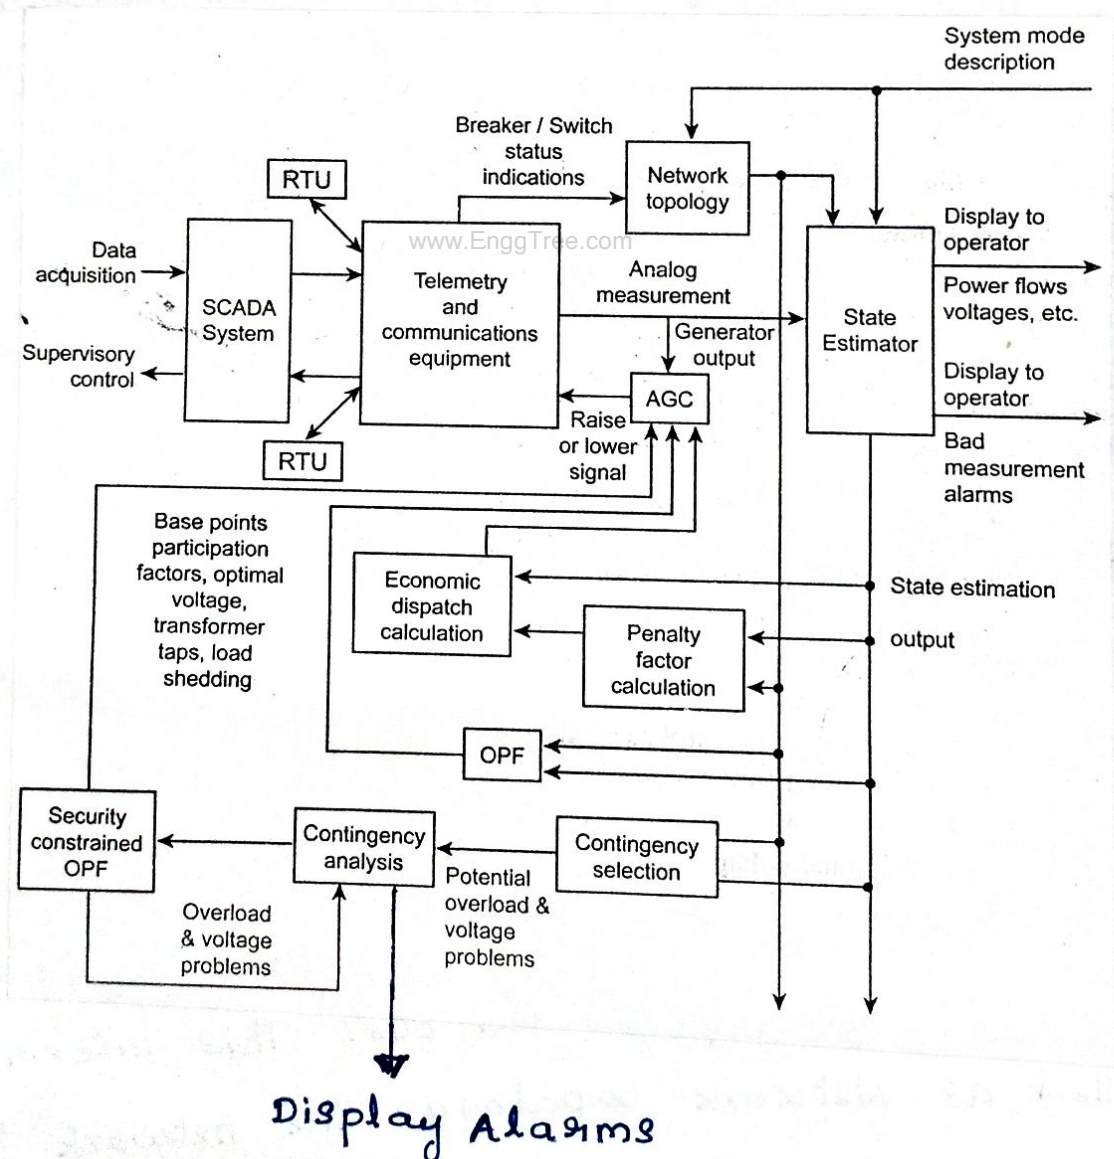 System mode
description
Breaker / Switch
status
indications
RTU
Network
topology
www.EnggTree.com
Data
acquisition
SCADA
System
Telemetry
and
communications
equipment
Analog
measurement
Generator
output
State
Estimator
Display to
operator
Power flows
voltages, etc.
Supervisory
control
AGC
Raise
or lower
signal
Display to
operator
Bad
measurement
alarms
RTU
Base points
participation
factors, optimal
voltage,
transformer
taps, load
shedding
Economic
dispatch
calculation
State estimation
output
Penalty
factor
calculation
OPF
Security
constrained
OPF
Contingency
analysis
Contingency
selection
Potential
overload &
voltage
problems
Overload
& voltage
problems
Display Alarms